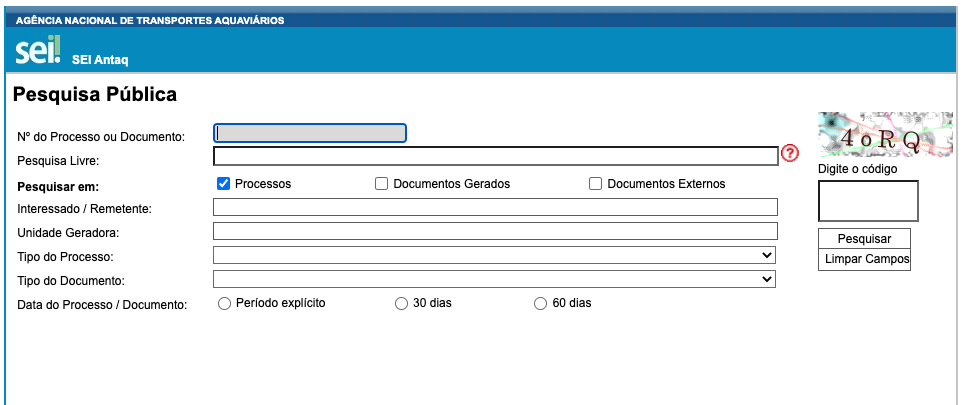 AGÊNCIA NACIONAL DE TRANSPORTES AQUAVIÁRIOS
sei!
SEI Antaq
Pesquisa Pública
Nº do Processo ou Documento:
Pesquisa Livre:
?
Pesquisar em:
Processos
Documentos Gerados
Documentos Externos
Interessado / Remetente:
Unidade Geradora:
Tipo do Processo:
Tipo do Documento:
Data do Processo / Documento:
Período explícito
30 dias
60 dias
4oRQ
Digite o código
Pesquisar
Limpar Campos